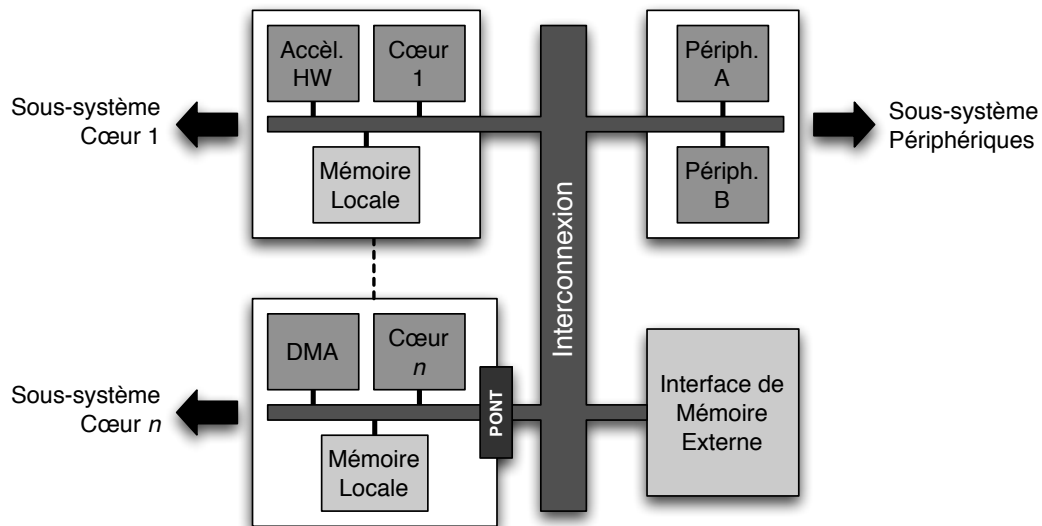 Sous-système
Cœur 1
Accèl.
HW
Cœur
1
Mémoire
Locale
Interconnexion
Périph.
A
Périph.
B
Sous-système
Périphériques
Sous-système
Cœur n
DMA
Cœur
n
Mémoire
Locale
PONT
Interface de
Mémoire
Externe